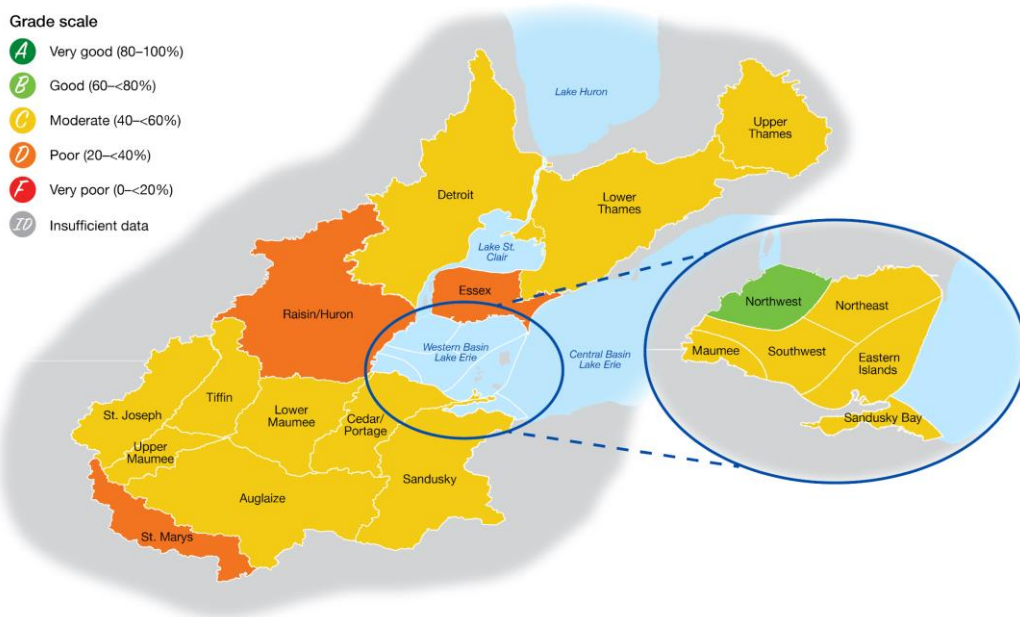 Grade scale
A Very good (80–100%)
B Good (60–<80%)
C Moderate (40–<60%)
D Poor (20–<40%)
F Very poor (0–<20%)
ID Insufficient data
Lake Huron
Upper
Thames
Detroit
Lower
Thames
Lake St.
Clair
Essex
Raisin/Huron
Western Basin
Lake Erie
Central Basin
Lake Erie
Northwest
Northeast
Maumee
Southwest
Eastern
Islands
Sandusky Bay
St. Joseph
Tiffin
Lower
Maumee
Cedar/
Portage
Upper
Maumee
Sandusky
Auglaize
St. Marys